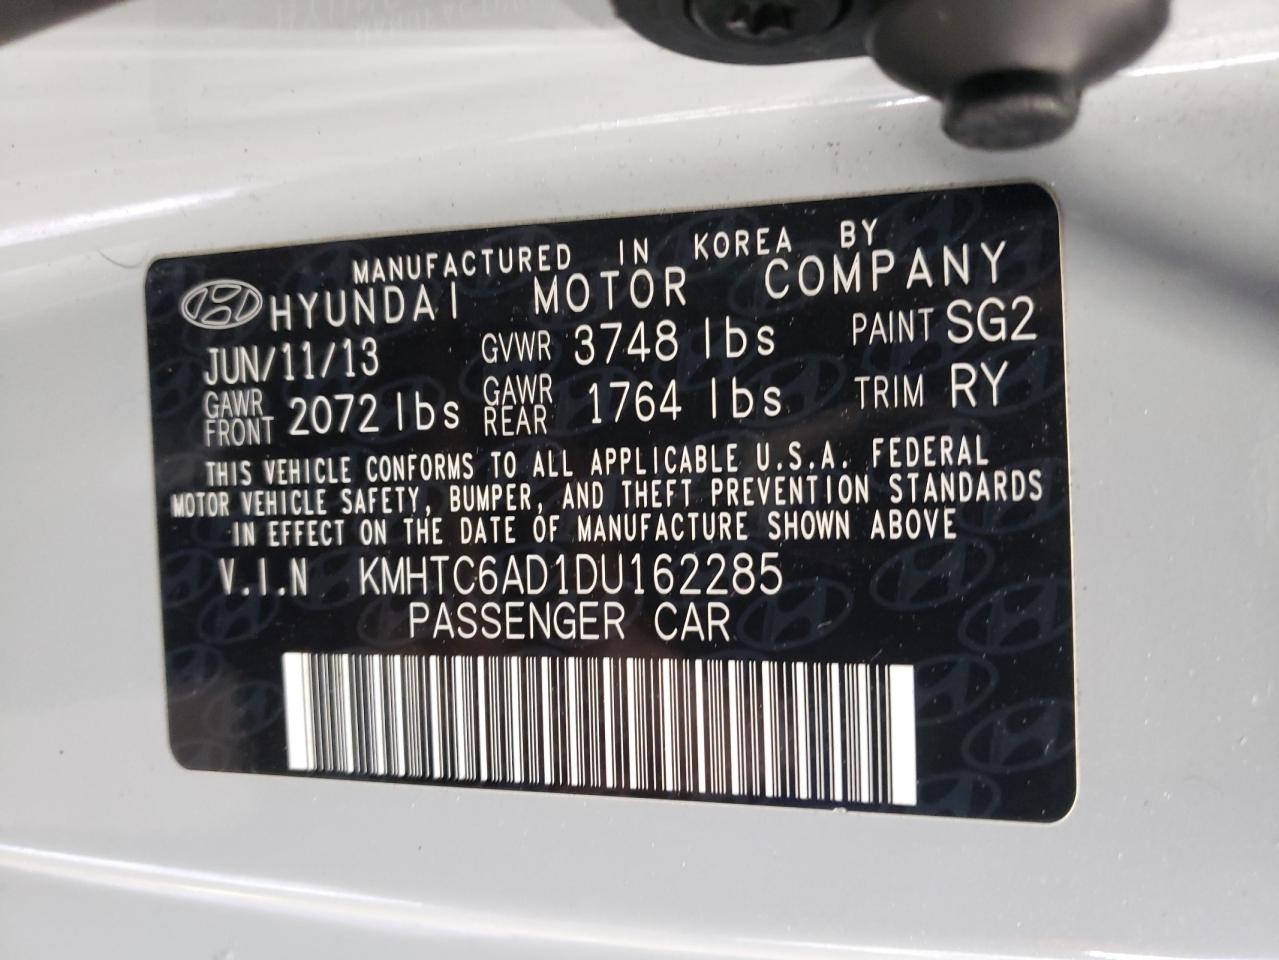 MANUFACTURED IN KOREA BY
HYUNDAI MOTOR COMPANY
JUN/11/13 GVWR 3748 lbs PAINT SG2
GAWR FRONT 2072 lbs GAWR REAR 1764 lbs TRIM RY
THIS VEHICLE CONFORMS TO ALL APPLICABLE U.S.A. FEDERAL
MOTOR VEHICLE SAFETY, BUMPER, AND THEFT PREVENTION STANDARDS
IN EFFECT ON THE DATE OF MANUFACTURE SHOWN ABOVE
V.I.N KMHTC6AD1DU162285
PASSENGER CAR